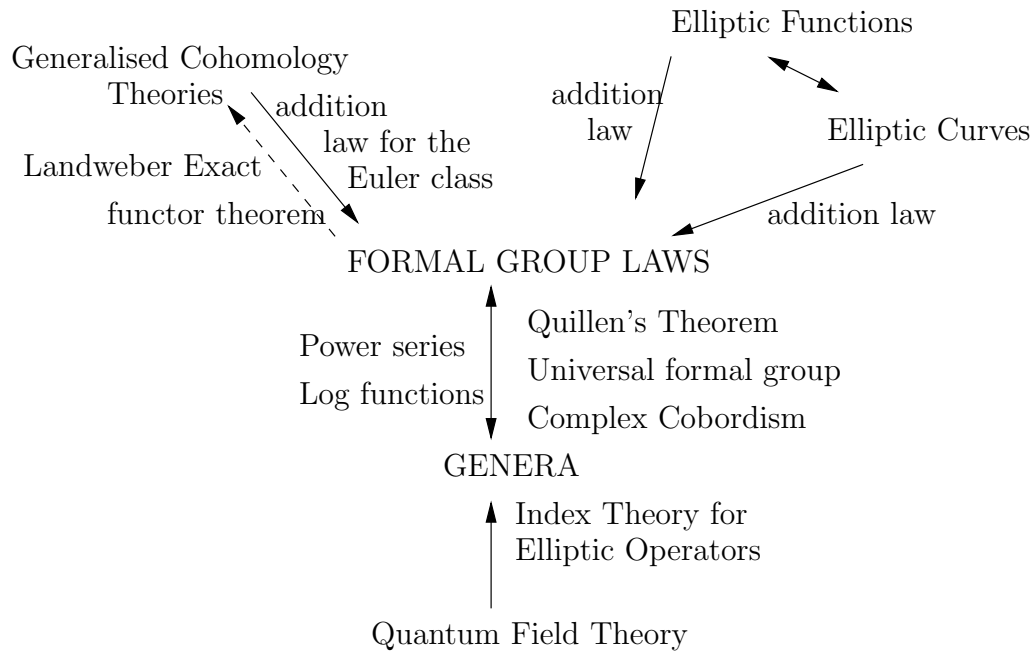 Elliptic Functions
Generalised Cohomology
Theories
addition
law for the
Euler class
Landweber Exact
functor theorem
addition
law
Elliptic Curves
addition law
FORMAL GROUP LAWS
Power series
Log functions
Quillen's Theorem
Universal formal group
Complex Cobordism
GENERA
Index Theory for
Elliptic Operators
Quantum Field Theory